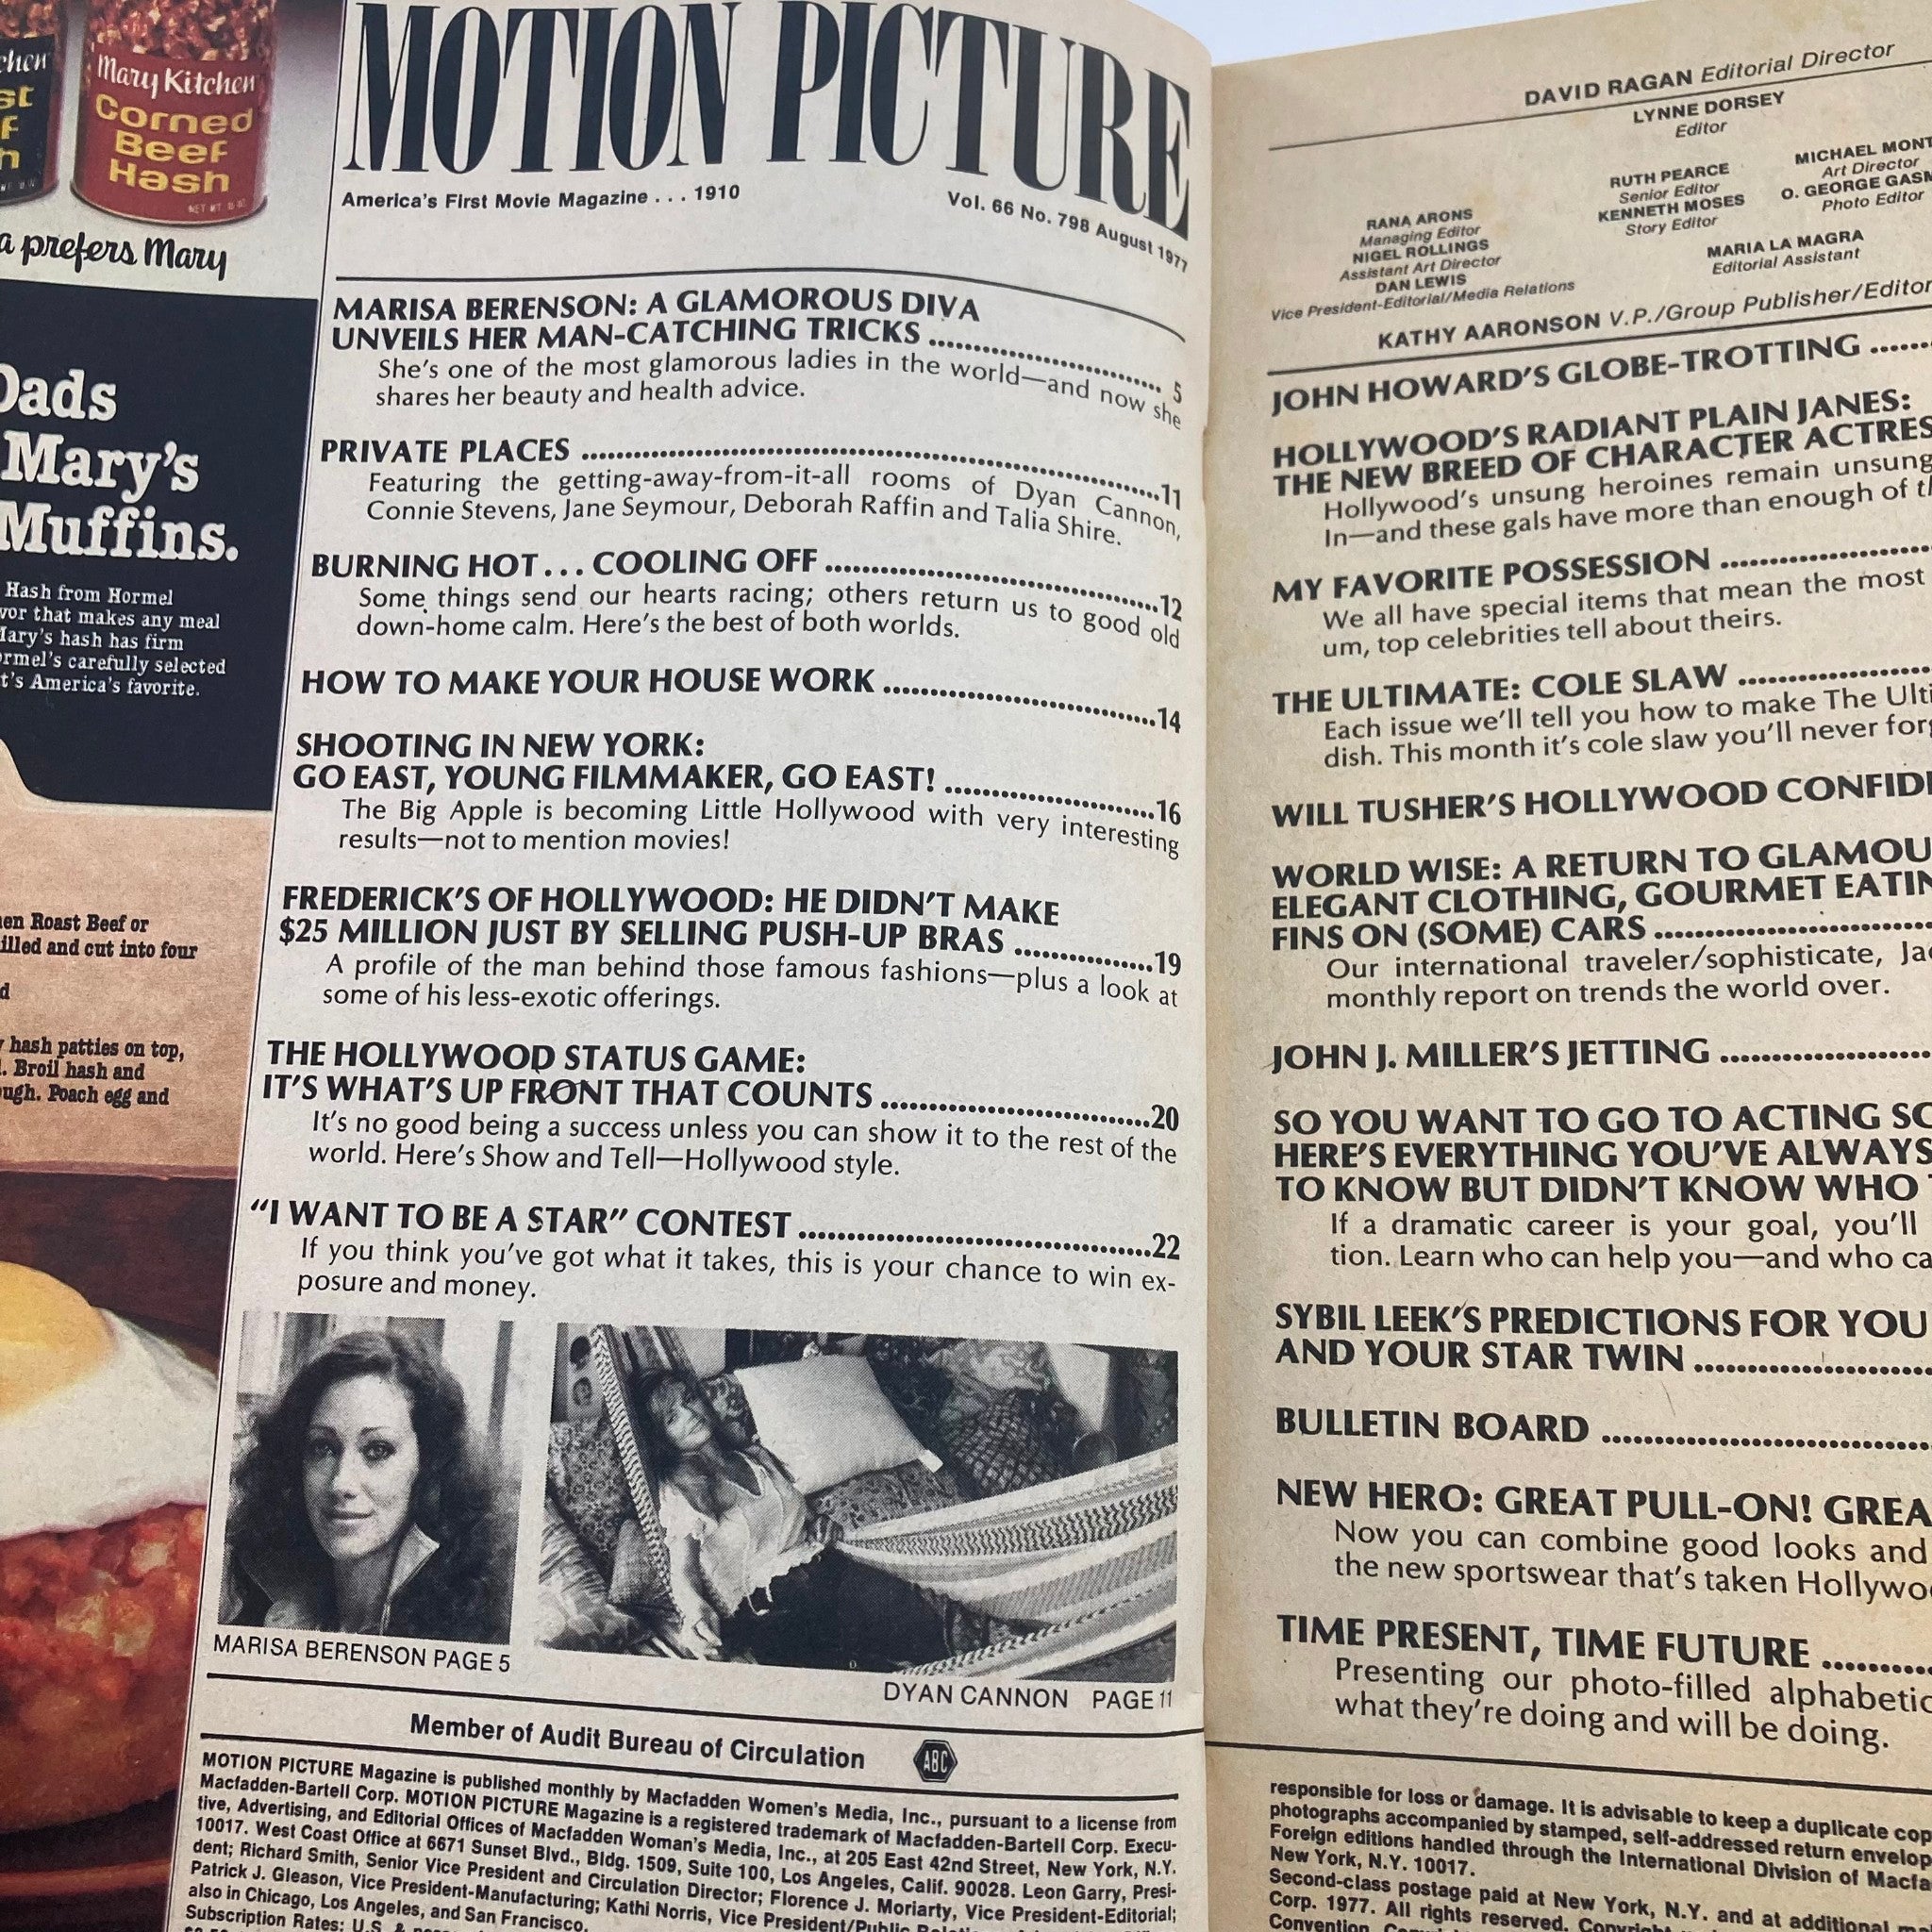 Mary Kitchen
Corned
Beef
Hash
prefers Mary
Dads
Mary's
Muffins.
Hash from Hormel
that makes any meal
hash has firm
carefully selected
America's favorite.
Roast Beef or
and cut into four
hash patties on top,
Broil hash and
Poach egg and
MOTION PICTURE
America's First Movie Magazine . . . 1910
Vol. 66 No. 798 August 1977
MARISA BERENSON: A GLAMOROUS DIVA
UNVEILS HER MAN-CATCHING TRICKS ........ 5
She's one of the most glamorous ladies in the world—and now she
shares her beauty and health advice.
PRIVATE PLACES ........ 11
Featuring the getting-away-from-it-all rooms of Dyan Cannon,
Connie Stevens, Jane Seymour, Deborah Raffin and Talia Shire.
BURNING HOT . . . COOLING OFF ........ 12
Some things send our hearts racing; others return us to good old
down-home calm. Here's the best of both worlds.
HOW TO MAKE YOUR HOUSE WORK ........ 14
SHOOTING IN NEW YORK:
GO EAST, YOUNG FILMMAKER, GO EAST! ........ 16
The Big Apple is becoming Little Hollywood with very interesting
results—not to mention movies!
FREDERICK'S OF HOLLYWOOD: HE DIDN'T MAKE
$25 MILLION JUST BY SELLING PUSH-UP BRAS ........ 19
A profile of the man behind those famous fashions—plus a look at
some of his less-exotic offerings.
THE HOLLYWOOD STATUS GAME:
IT'S WHAT'S UP FRONT THAT COUNTS ........ 20
It's no good being a success unless you can show it to the rest of the
world. Here's Show and Tell—Hollywood style.
"I WANT TO BE A STAR" CONTEST ........ 22
If you think you've got what it takes, this is your chance to win ex-
posure and money.
MARISA BERENSON PAGE 5
DYAN CANNON PAGE 11
Member of Audit Bureau of Circulation ABC
MOTION PICTURE Magazine is published monthly by Macfadden Women's Media, Inc., pursuant to a license from
Macfadden-Bartell Corp. MOTION PICTURE Magazine is a registered trademark of Macfadden-Bartell Corp. Execu-
tive, Advertising, and Editorial Offices of Macfadden Woman's Media, Inc., at 205 East 42nd Street, New York, N.Y.
10017. West Coast Office at 6671 Sunset Blvd., Bldg. 1509, Suite 100, Los Angeles, Calif. 90028. Leon Garry, Presi-
dent; Richard Smith, Senior Vice President and Circulation Director; Florence J. Moriarty, Vice President-Editorial;
Patrick J. Gleason, Vice President-Manufacturing; Kathi Norris, Vice President/Public
also in Chicago, Los Angeles, and San Francisco.
Subscription Rates: U.S. &
DAVID RAGAN Editorial Director
LYNNE DORSEY
Editor
RUTH PEARCE
Senior Editor
KENNETH MOSES
Story Editor
MICHAEL
Art Director
O. GEORGE
Photo Editor
RANA ARONS
Managing Editor
NIGEL ROLLINGS
Assistant Art Director
DAN LEWIS
Vice President-Editorial/Media Relations
MARIA LA MAGRA
Editorial Assistant
KATHY AARONSON V.P./Group Publisher/
JOHN HOWARD'S GLOBE-TROTTING ........
HOLLYWOOD'S RADIANT PLAIN JANES:
THE NEW BREED OF CHARACTER
Hollywood's unsung heroines remain unsung
In—and these gals have more than enough of
MY FAVORITE POSSESSION ........
We all have special items that mean the most
um, top celebrities tell about theirs.
THE ULTIMATE: COLE SLAW ........
Each issue we'll tell you how to make The
dish. This month it's cole slaw you'll never
WILL TUSHER'S HOLLYWOOD
WORLD WISE: A RETURN TO
ELEGANT CLOTHING, GOURMET
FINS ON (SOME) CARS ........
Our international traveler/sophisticate,
monthly report on trends the world over.
JOHN J. MILLER'S JETTING ........
SO YOU WANT TO GO TO ACTING
HERE'S EVERYTHING YOU'VE ALWAYS
TO KNOW BUT DIDN'T KNOW WHO
If a dramatic career is your goal, you'll
tion. Learn who can help you—and who
SYBIL LEEK'S PREDICTIONS FOR YOU
AND YOUR STAR TWIN ........
BULLETIN BOARD ........
NEW HERO: GREAT PULL-ON!
Now you can combine good looks and
the new sportswear that's taken
TIME PRESENT, TIME FUTURE ........
Presenting our photo-filled
what they're doing and will be doing.
responsible for loss or damage. It is advisable to keep a duplicate
photographs accompanied by stamped, self-addressed return
Foreign editions handled through the International Division of
New York, N.Y. 10017.
Second-class postage paid at New York, N.Y. and at additional
Corp. 1977. All rights reserved.
Convention.